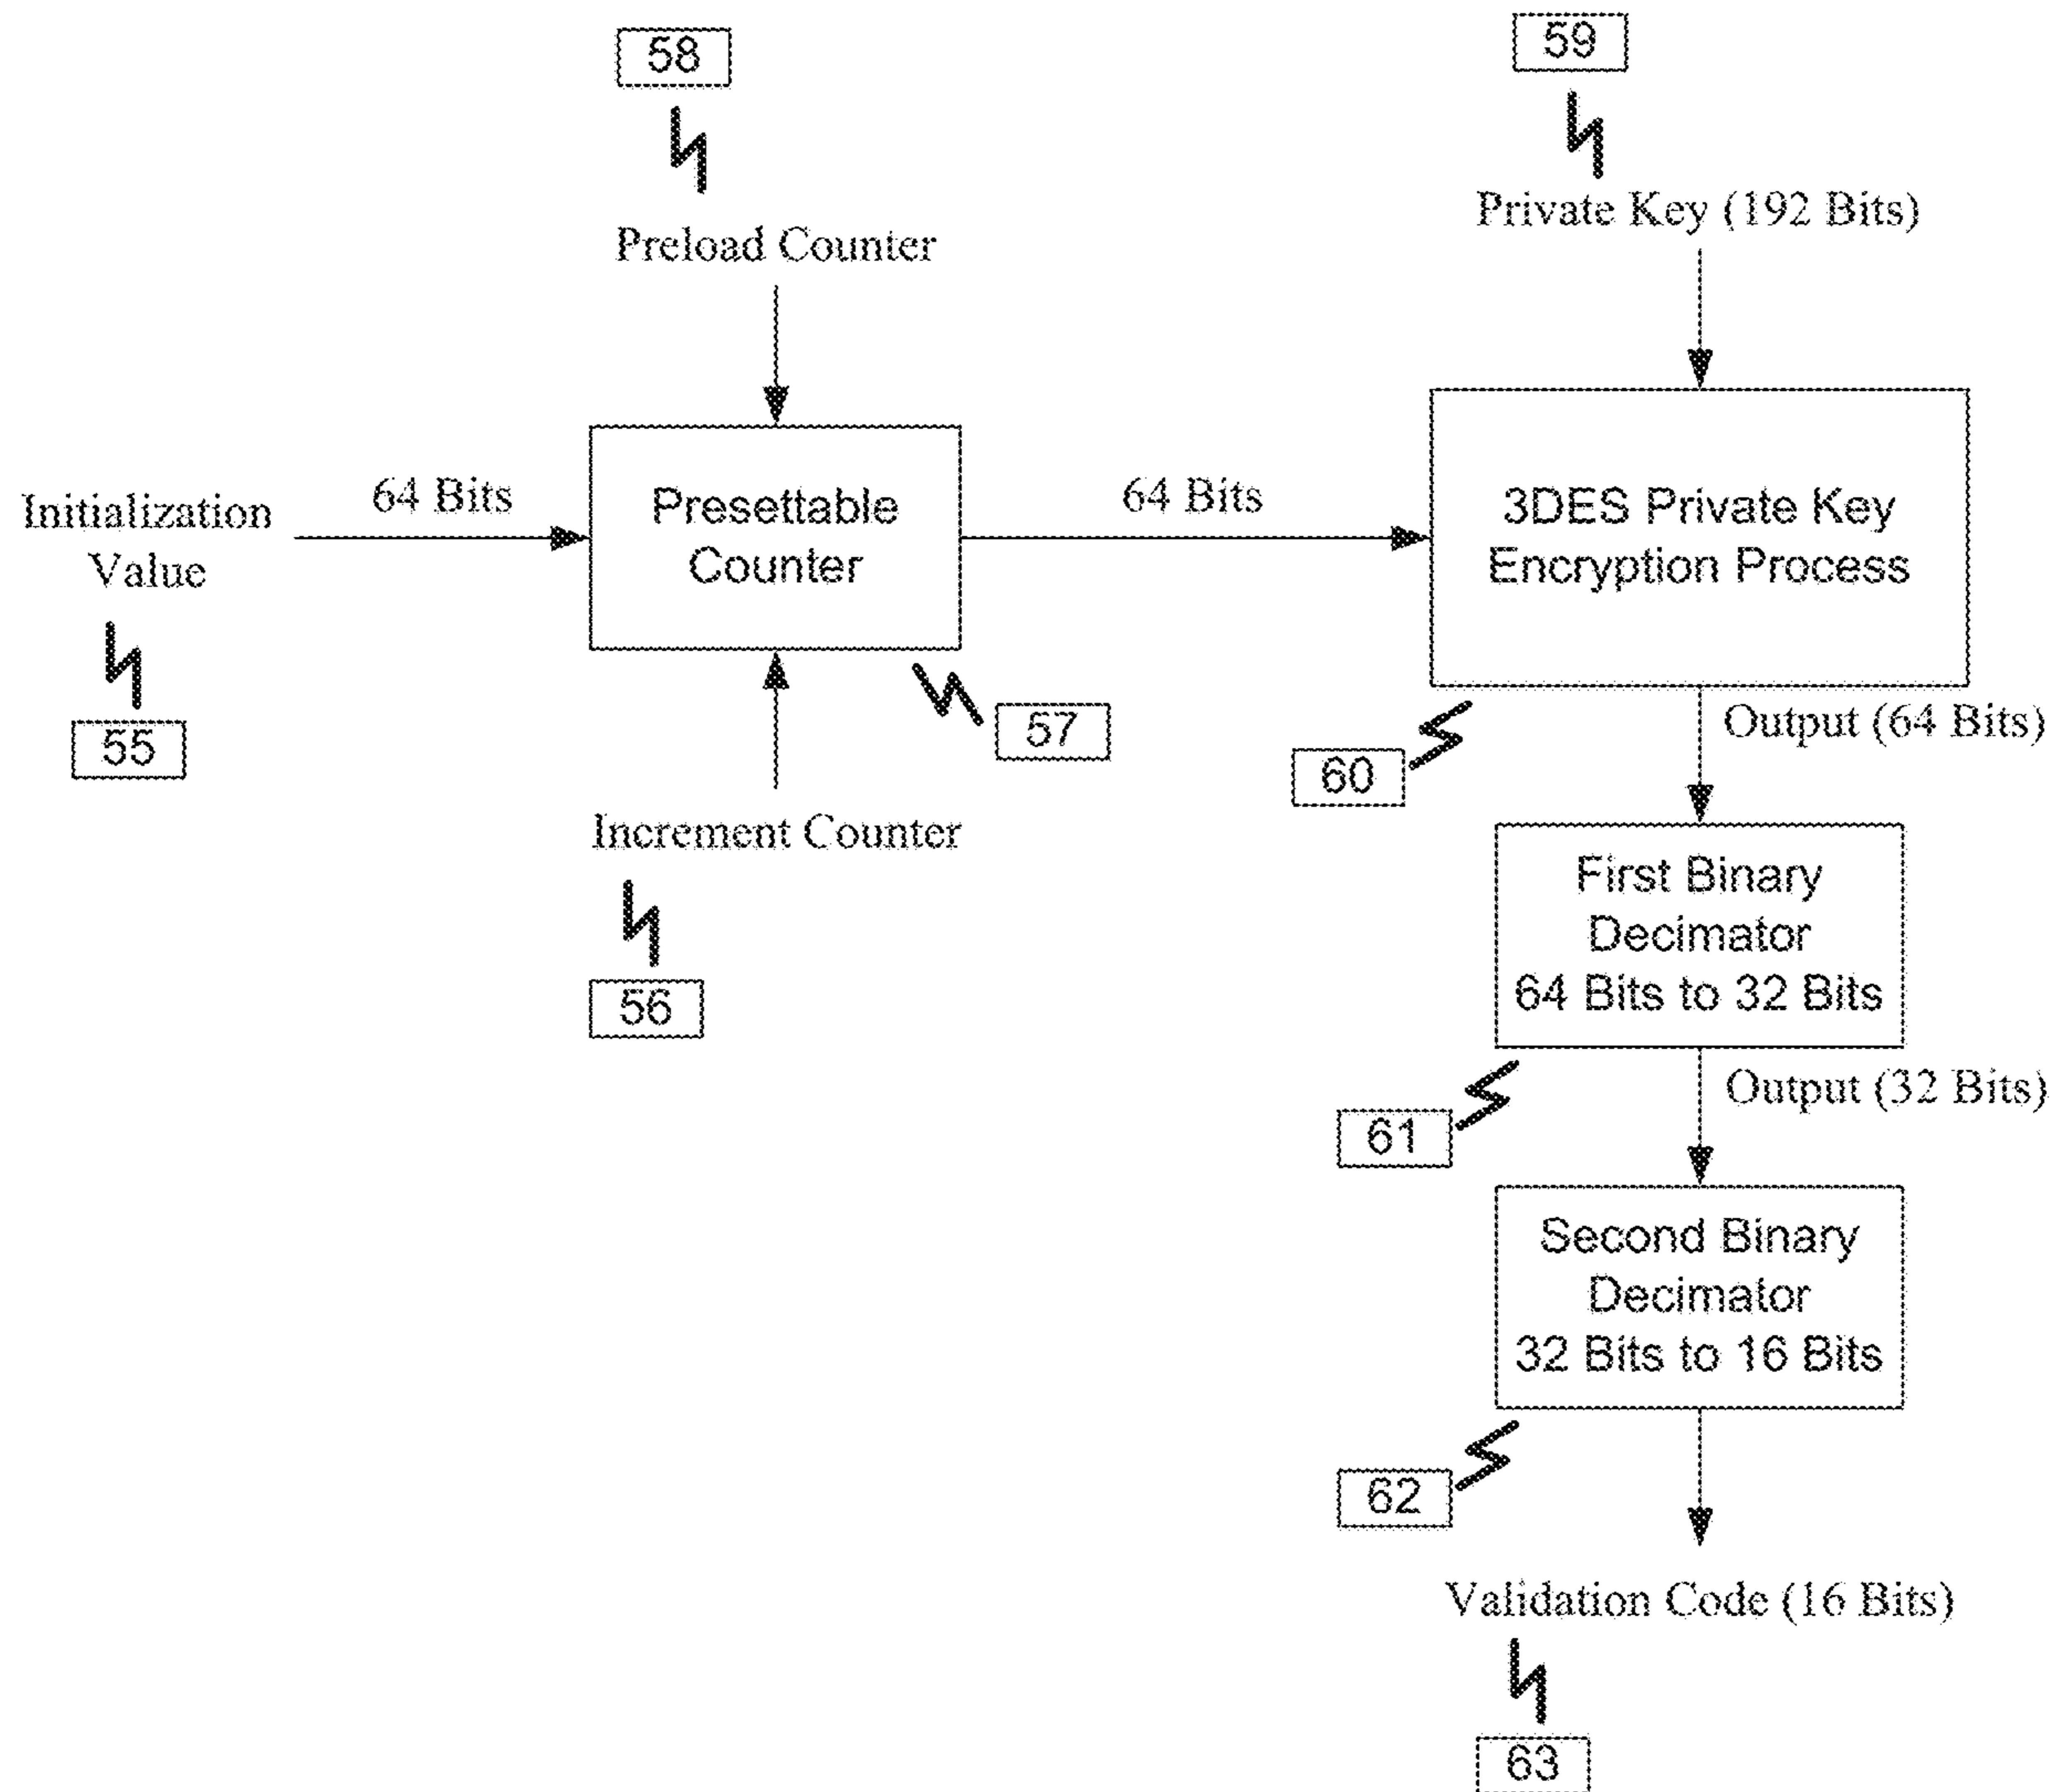 58
59
Preload Counter
Private Key (192 Bits)
Initialization
Value
64 Bits
Presettable
Counter
64 Bits
3DES Private Key
Encryption Process
55
57
60
Output (64 Bits)
Increment Counter
56
First Binary
Decimator
64 Bits to 32 Bits
61
Output (32 Bits)
Second Binary
Decimator
32 Bits to 16 Bits
62
Validation Code (16 Bits)
63